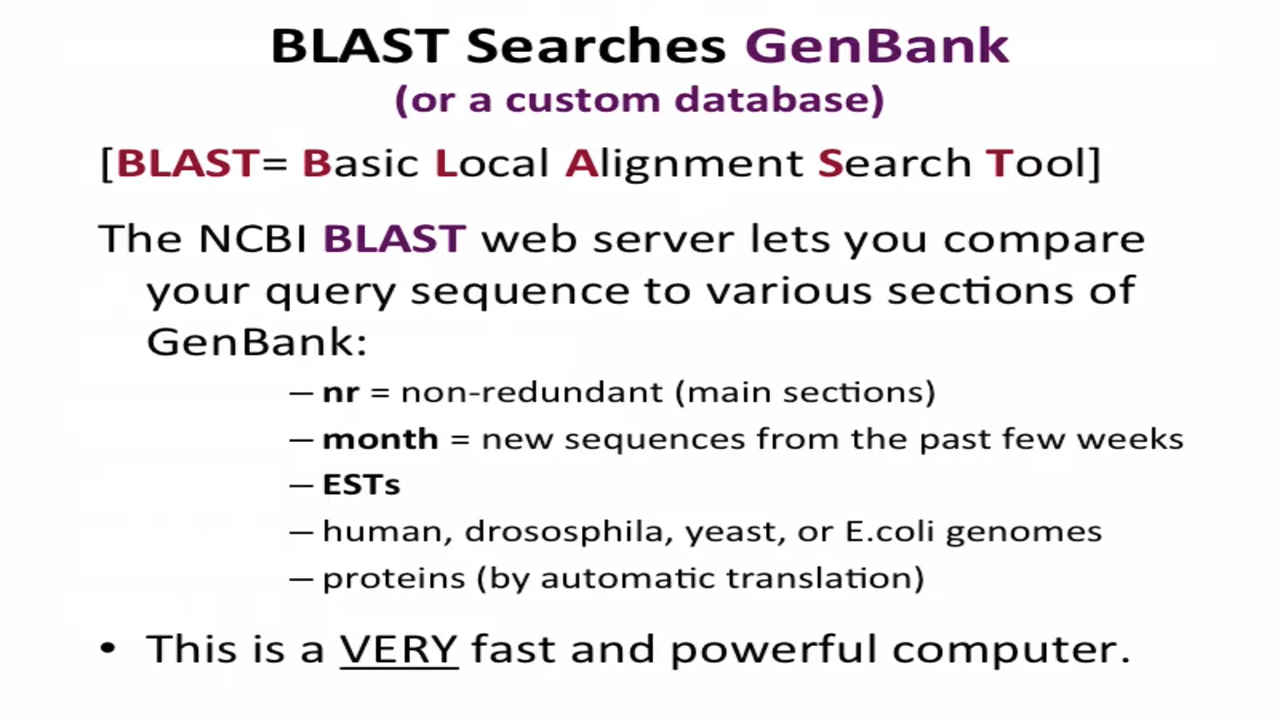 BLAST Searches GenBank
(or a custom database)
[BLAST= Basic Local Alignment Search Tool]
The NCBI BLAST web server lets you compare
your query sequence to various sections of
GenBank:
– nr = non-redundant (main sections)
– month = new sequences from the past few weeks
– ESTs
– human, drososphila, yeast, or E.coli genomes
– proteins (by automatic translation)
• This is a VERY fast and powerful computer.